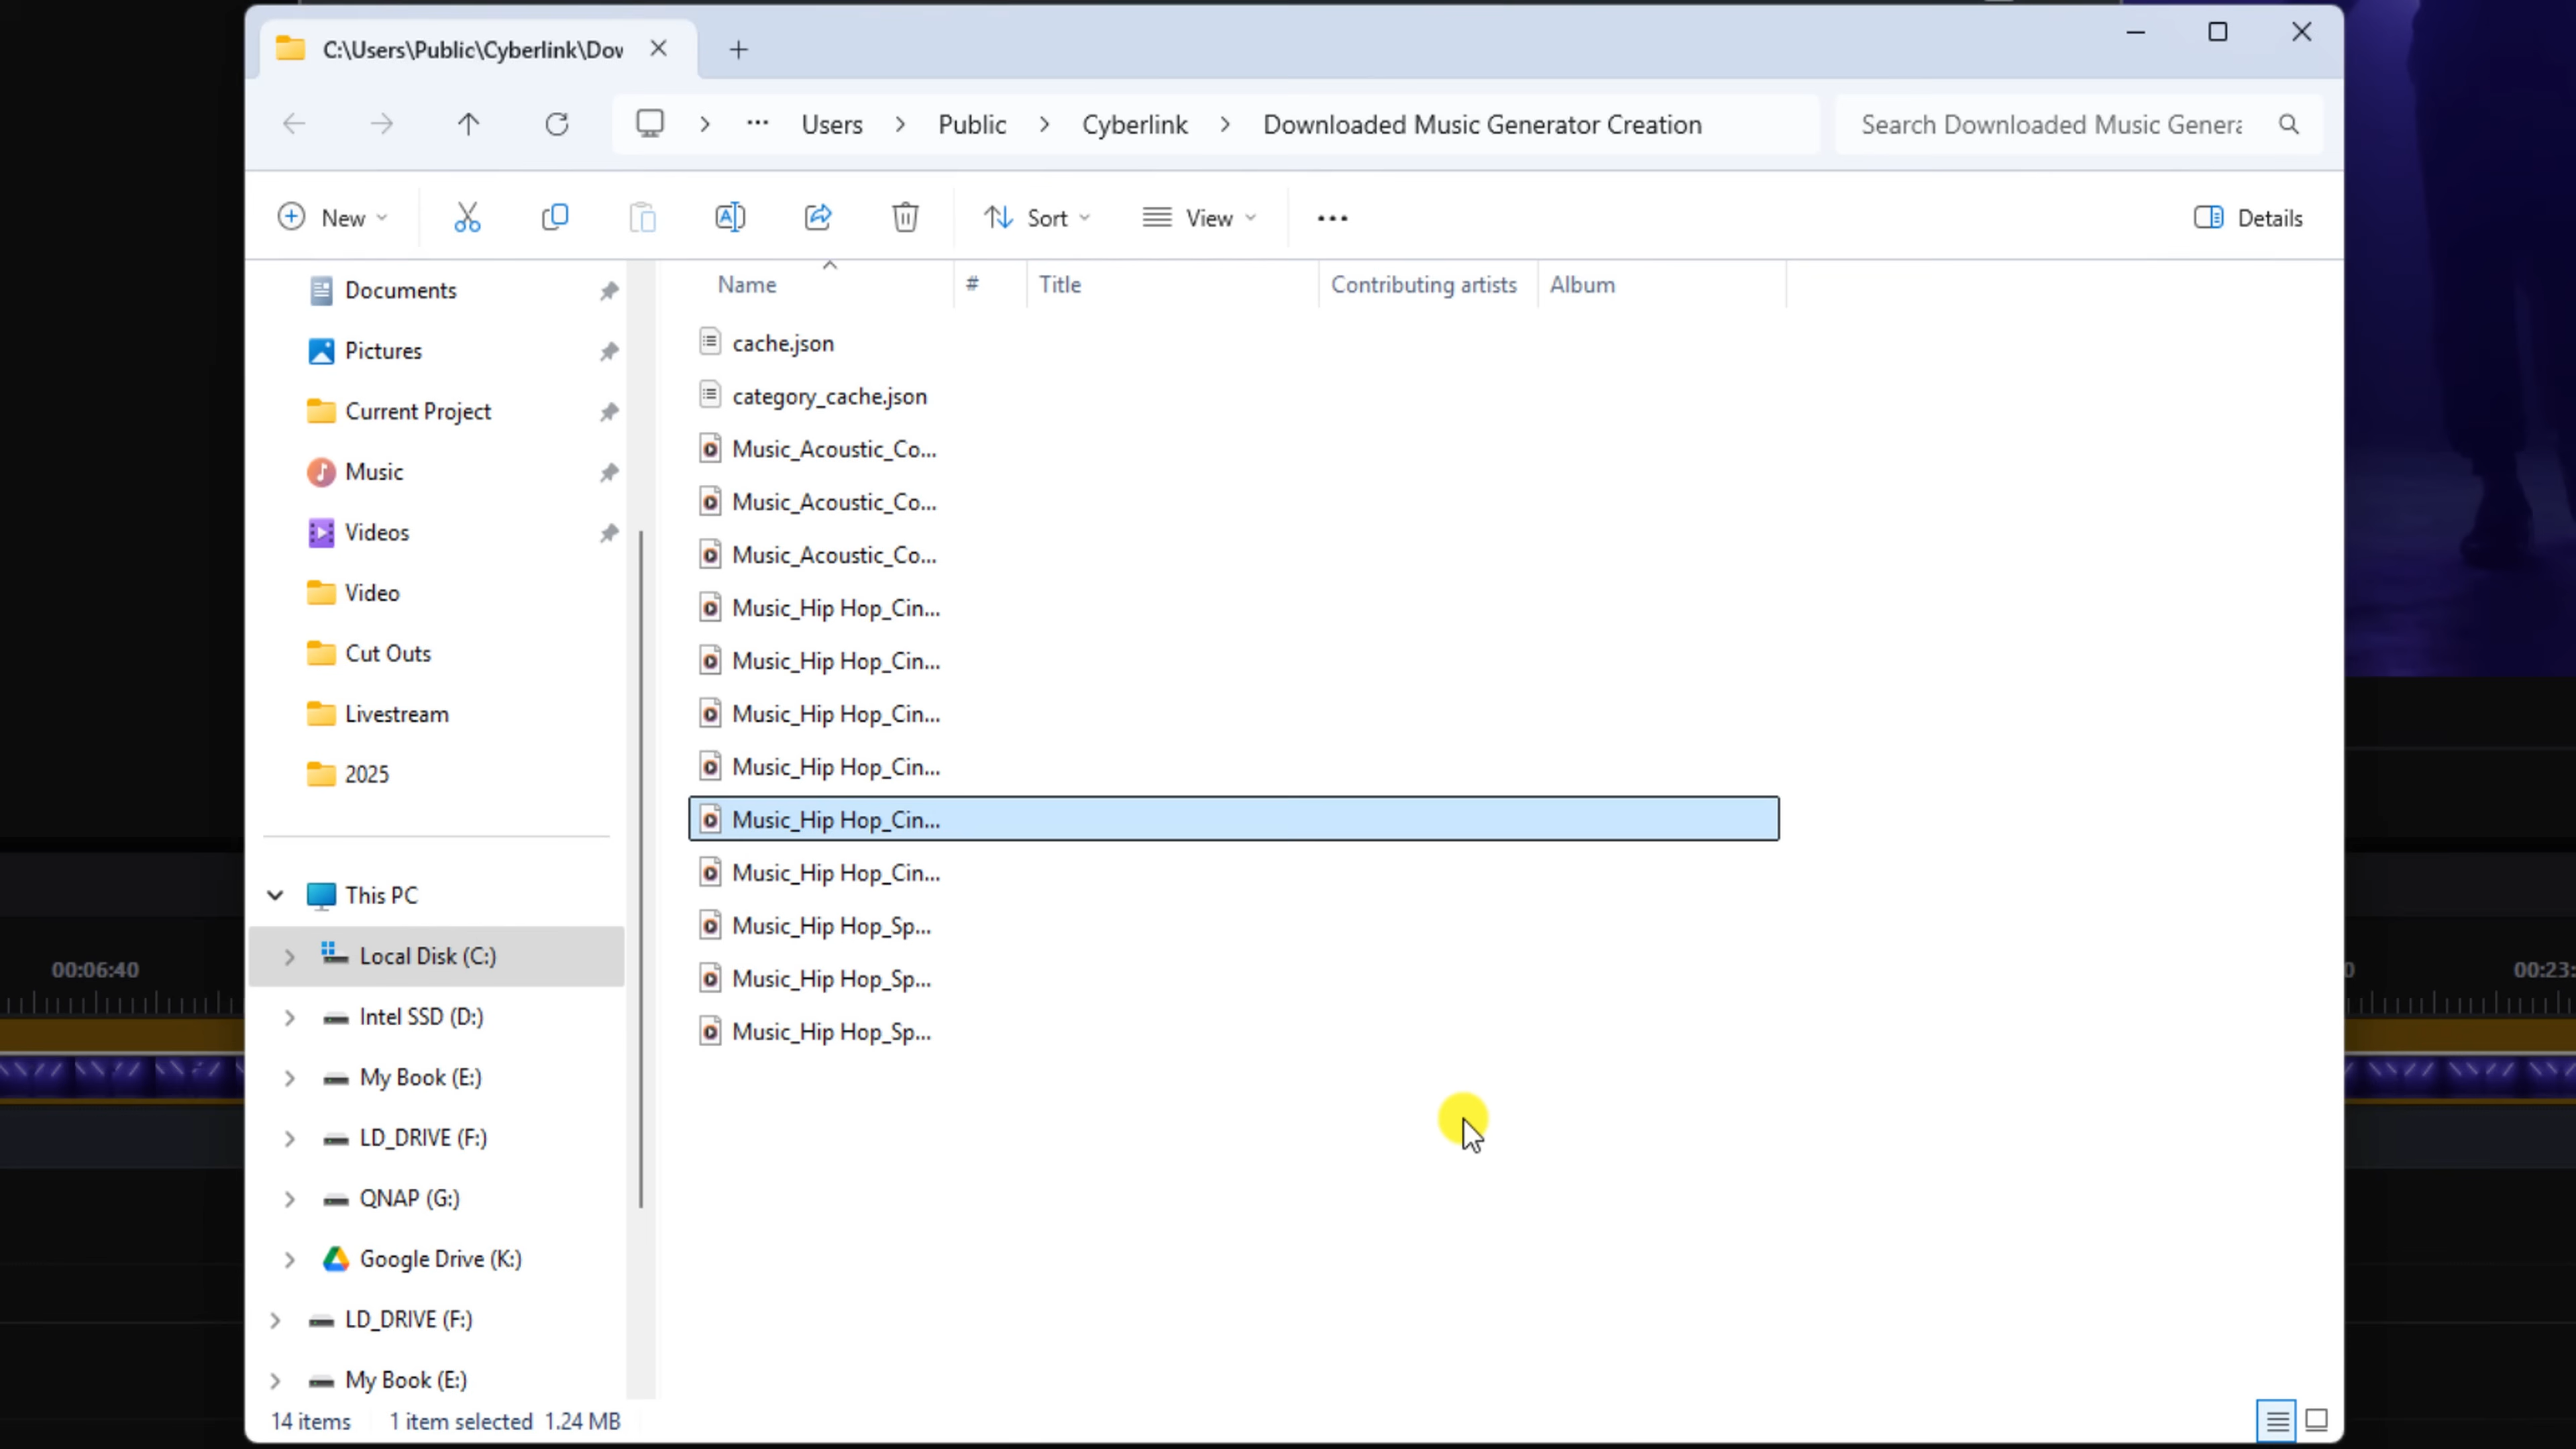 C:\Users\Public\Cyberlink\Dov
Users > Public > Cyberlink > Downloaded Music Generator Creation
Search Downloaded Music Genera
New
Sort
View
Details
Documents
Pictures
Current Project
Music
Videos
Video
Cut Outs
Livestream
2025
This PC
Local Disk (C:)
Intel SSD (D:)
My Book (E:)
LD_DRIVE (F:)
QNAP (G:)
Google Drive (K:)
LD_DRIVE (F:)
My Book (E:)
Name # Title Contributing artists Album
cache.json
category_cache.json
Music_Acoustic_Co...
Music_Acoustic_Co...
Music_Acoustic_Co...
Music_Hip Hop_Cin...
Music_Hip Hop_Cin...
Music_Hip Hop_Cin...
Music_Hip Hop_Cin...
Music_Hip Hop_Cin...
Music_Hip Hop_Cin...
Music_Hip Hop_Sp...
Music_Hip Hop_Sp...
Music_Hip Hop_Sp...
14 items 1 item selected 1.24 MB
00:06:40
0
00:23: